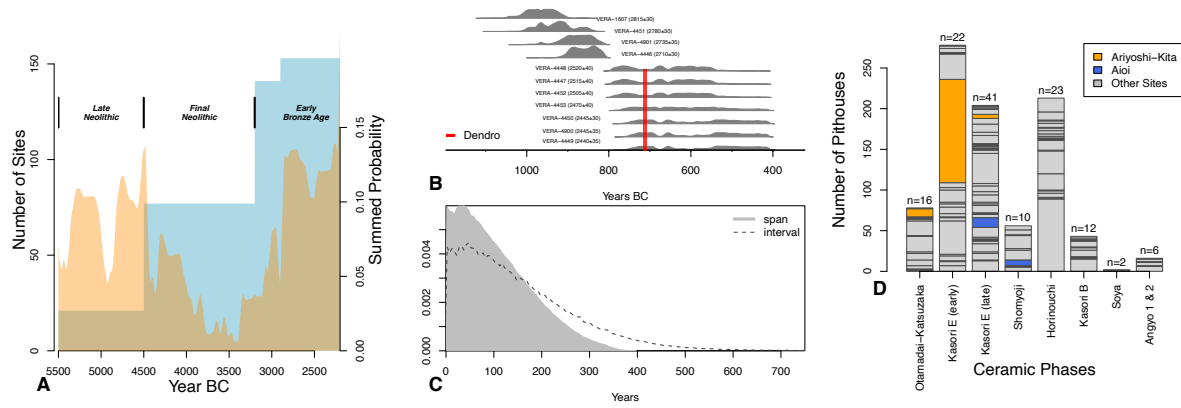 Number of Sites
0
50
100
150
Late
Neolithic
Final
Neolithic
Early
Bronze Age
0.00
0.05
0.10
0.15
Summed Probability
5500
5000
4500
4000
3500
3000
2500
Year BC
A
VERA-1607 (2815±30)
VERA-4451 (2780±30)
VERA-4901 (2735±35)
VERA-4446 (2710±30)
VERA-4448 (2520±40)
VERA-4447 (2515±40)
VERA-4452 (2505±40)
VERA-4453 (2470±40)
VERA-4450 (2445±35)
VERA-4900 (2445±35)
VERA-4449 (2440±35)
Dendro
1000
800
600
400
Years BC
B
0.000
0.002
0.004
span
interval
0
100
200
300
400
500
600
700
Years
C
Number of Pithouses
0
50
100
150
200
250
n=16
n=22
n=41
n=10
n=23
n=12
n=2
n=6
Ariyoshi-Kita
Aioi
Other Sites
Otamadai-Katsuzaka
Kasori E (early)
Kasori E (late)
Shomyoji
Horinouchi
Kasori B
Soya
Angyo 1 & 2
Ceramic Phases
D